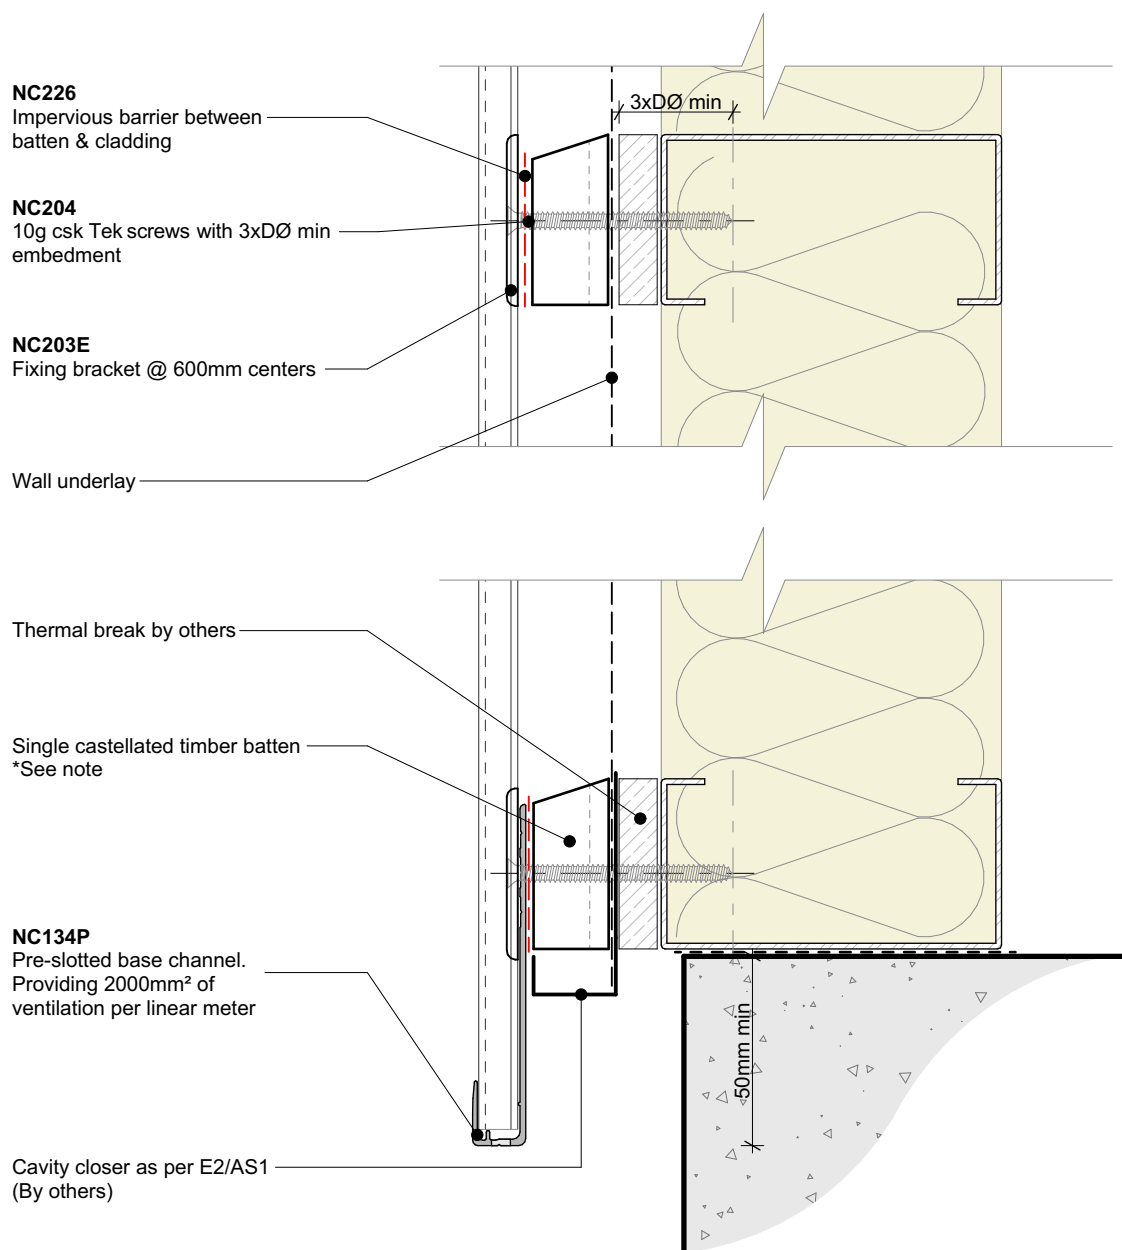 NC226
Impervious barrier between
batten & cladding
3xDØ min
NC204
10g csk Tek screws with 3xDØ min
embedment
NC203E
Fixing bracket @ 600mm centers
Wall underlay
Thermal break by others
Single castellated timber batten
*See note
NC134P
Pre-slotted base channel.
Providing 2000mm² of
ventilation per linear meter
50mm min
Cavity closer as per E2/AS1
(By others)